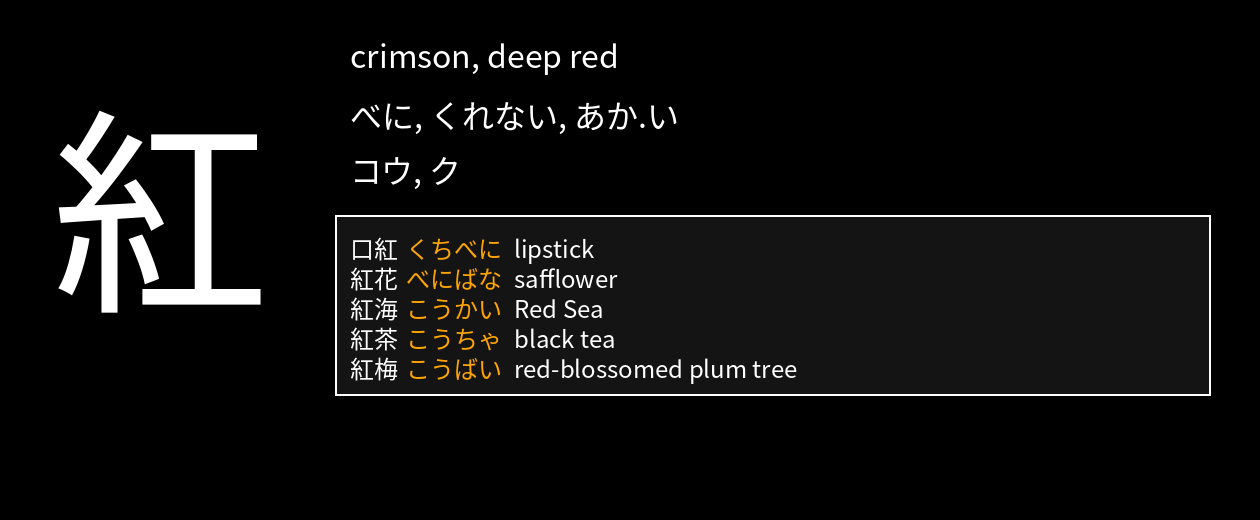 紅
crimson, deep red
べに, くれない, あか.い
コウ, ク
口紅 くちべに lipstick
紅花 べにばな safflower
紅海 こうかい Red Sea
紅茶 こうちゃ black tea
紅梅 こうばい red-blossomed plum tree